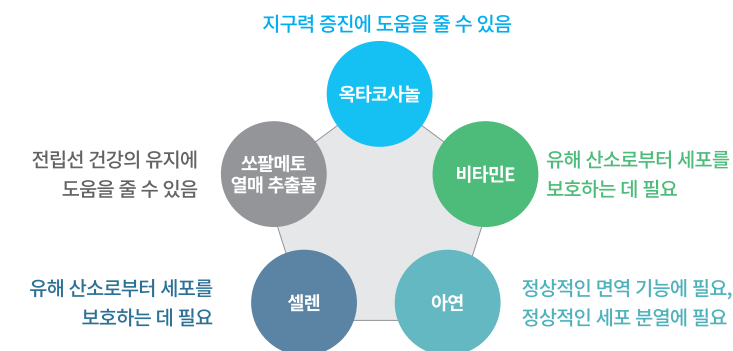 지구력 증진에 도움을 줄 수 있음
옥타코사놀
전립선 건강의 유지에
도움을 줄 수 있음
쏘팔메토
열매 추출물
비타민E
유해 산소로부터 세포를
보호하는 데 필요
유해 산소로부터 세포를
보호하는 데 필요
셀렌
아연
정상적인 면역 기능에 필요,
정상적인 세포 분열에 필요